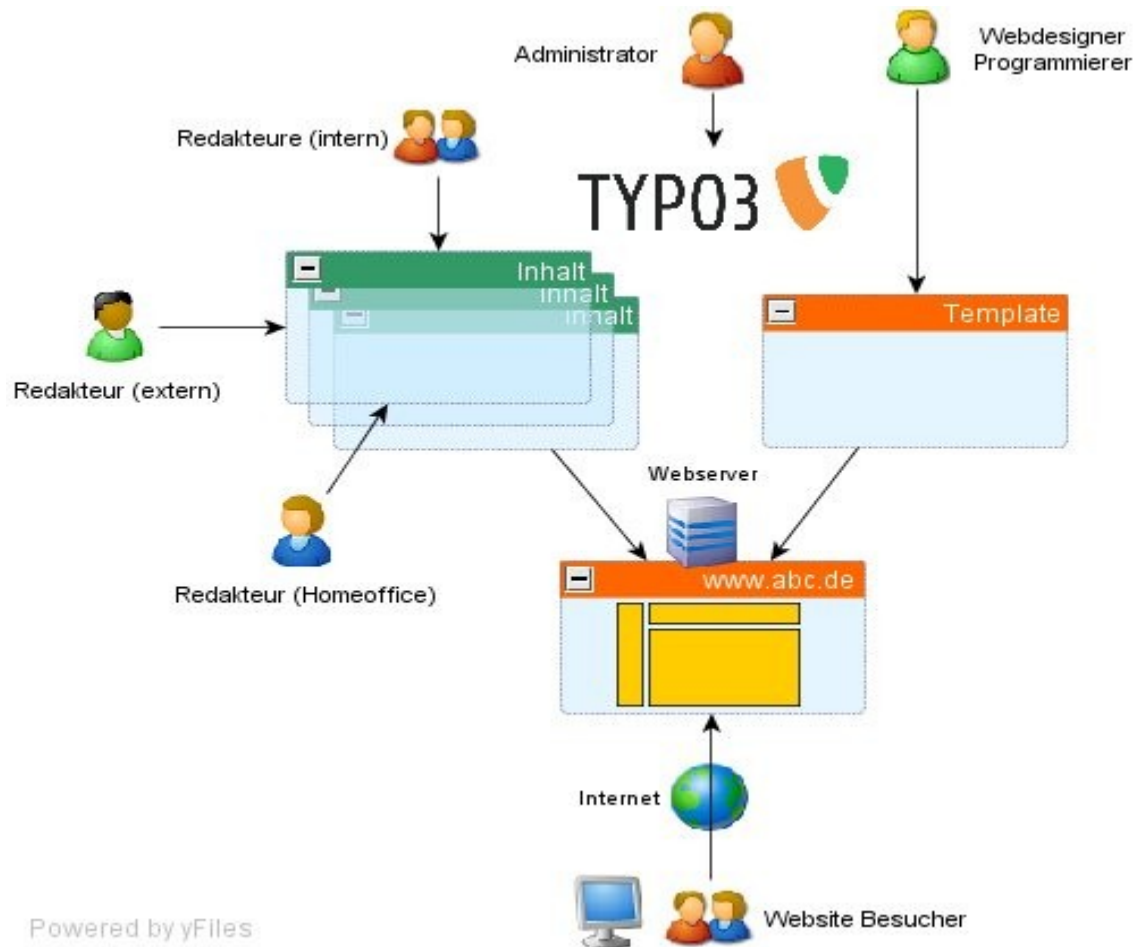 Administrator
Webdesigner
Programmierer
Redakteure (intern)
TYPO3
Inhalt
Inhalt
Inhalt
Template
Redakteur (extern)
Webserver
Redakteur (Homeoffice)
www.abc.de
Internet
Website Besucher
Powered by yFiles